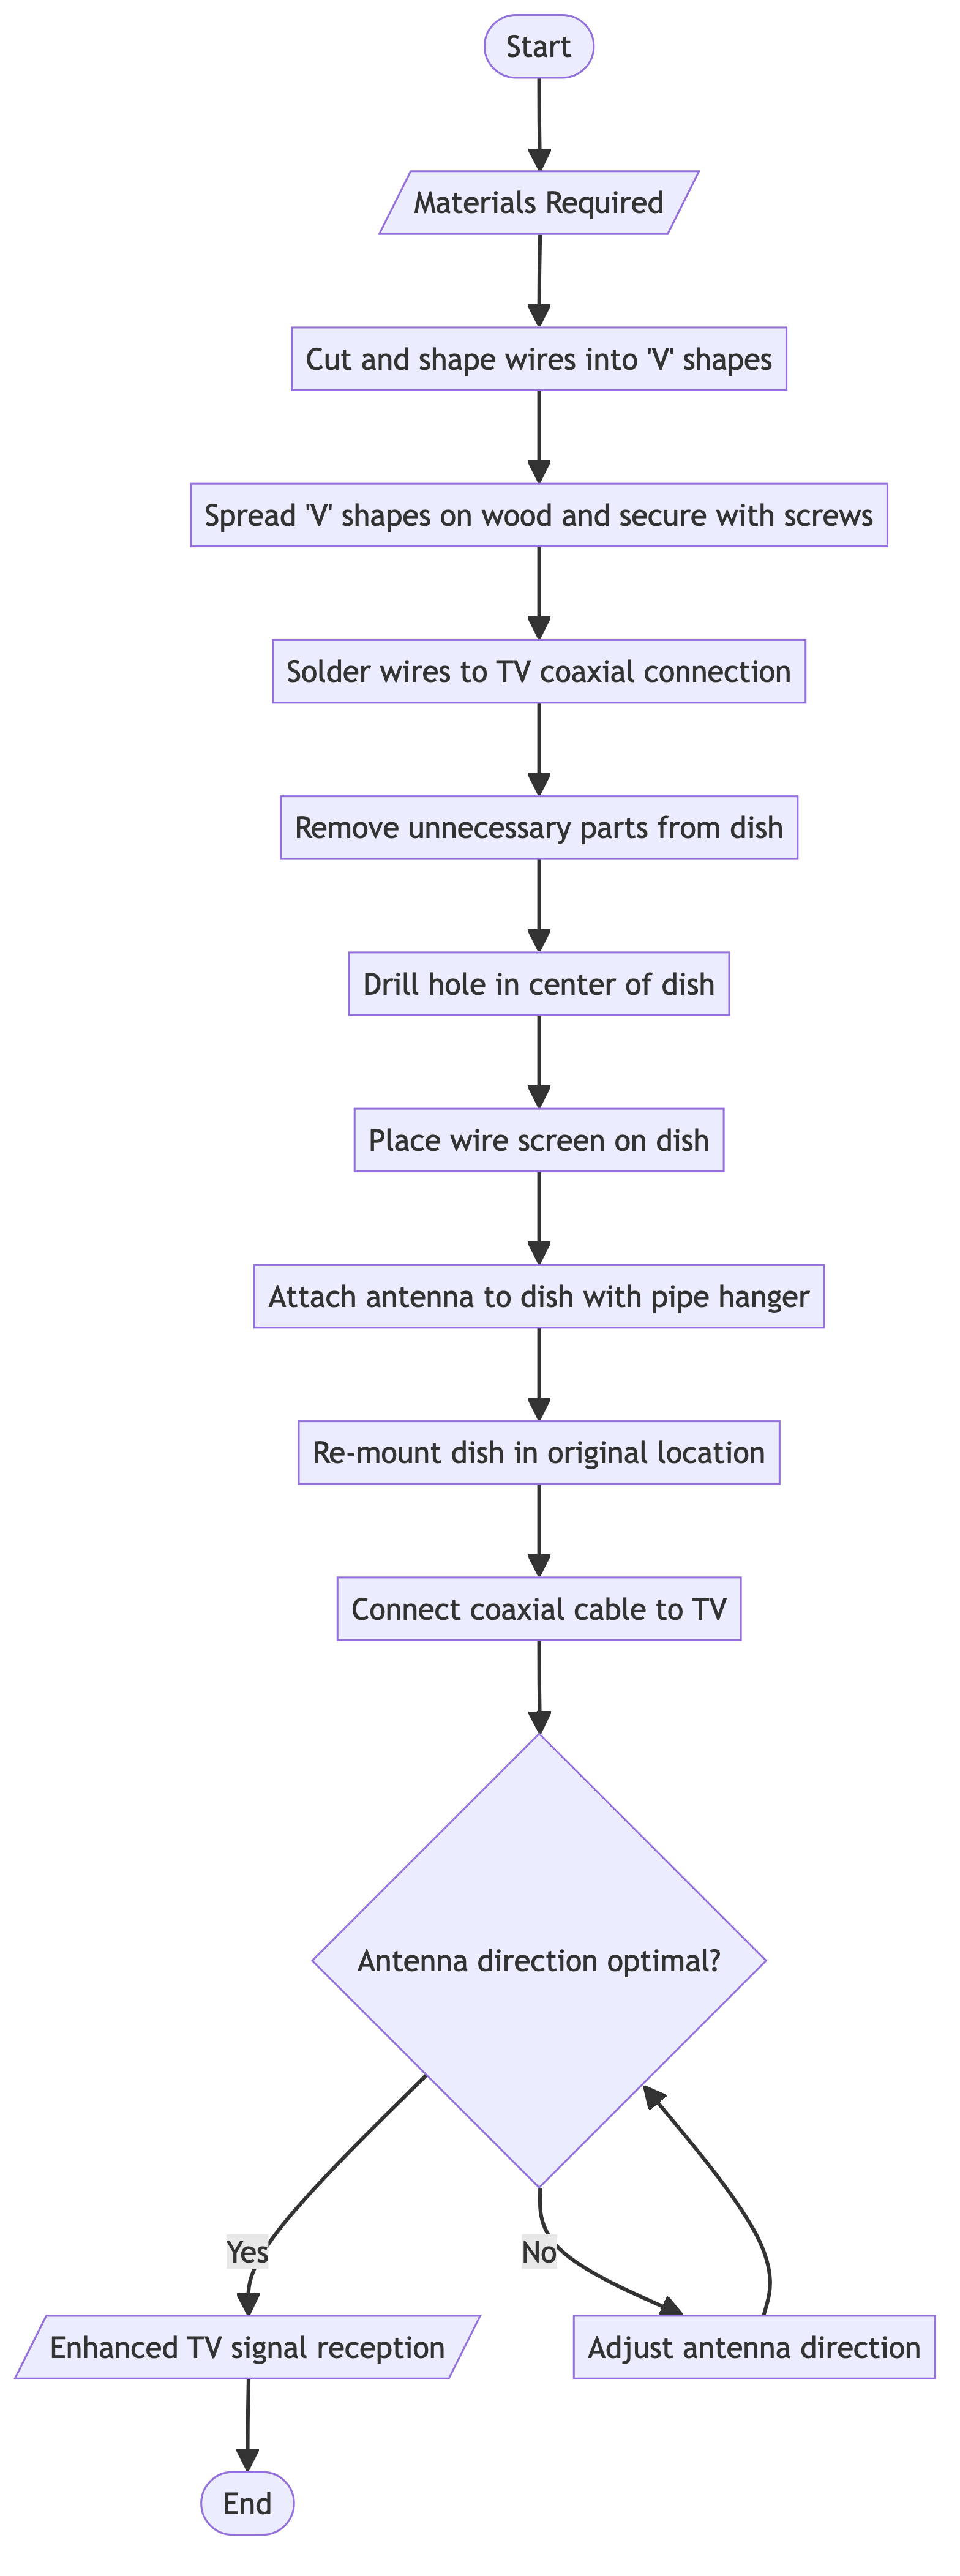 Start
Materials Required
Cut and shape wires into 'V' shapes
Spread 'V' shapes on wood and secure with screws
Solder wires to TV coaxial connection
Remove unnecessary parts from dish
Drill hole in center of dish
Place wire screen on dish
Attach antenna to dish with pipe hanger
Re-mount dish in original location
Connect coaxial cable to TV
Antenna direction optimal?
Yes
No
Enhanced TV signal reception
Adjust antenna direction
End